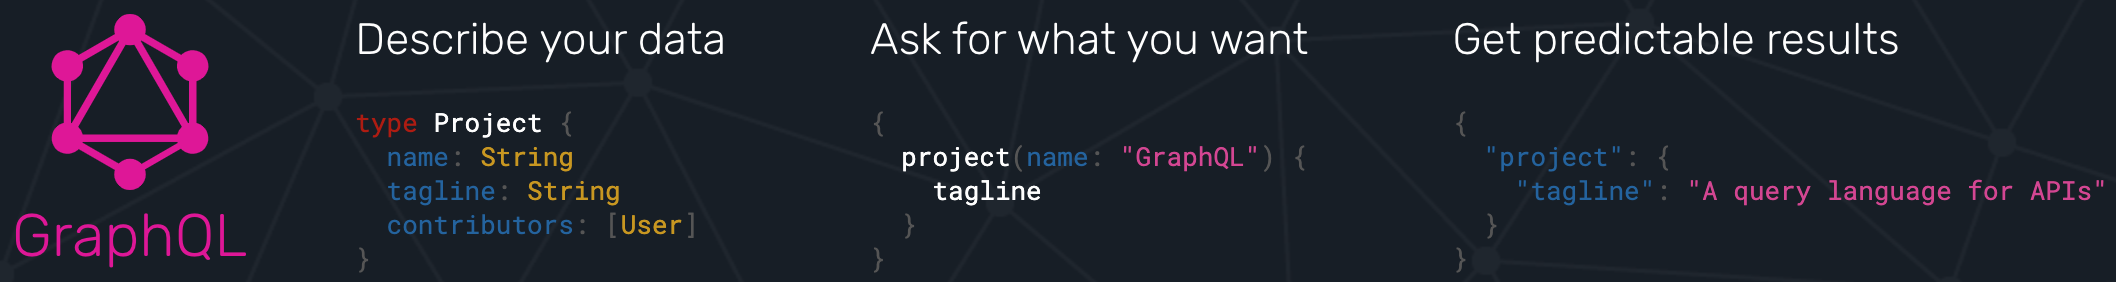 GraphQL
Describe your data
type Project {
  name: String
  tagline: String
  contributors: [User]
}
Ask for what you want
{
  project(name: "GraphQL") {
    tagline
  }
}
Get predictable results
{
  "project": {
    "tagline": "A query language for APIs"
  }
}